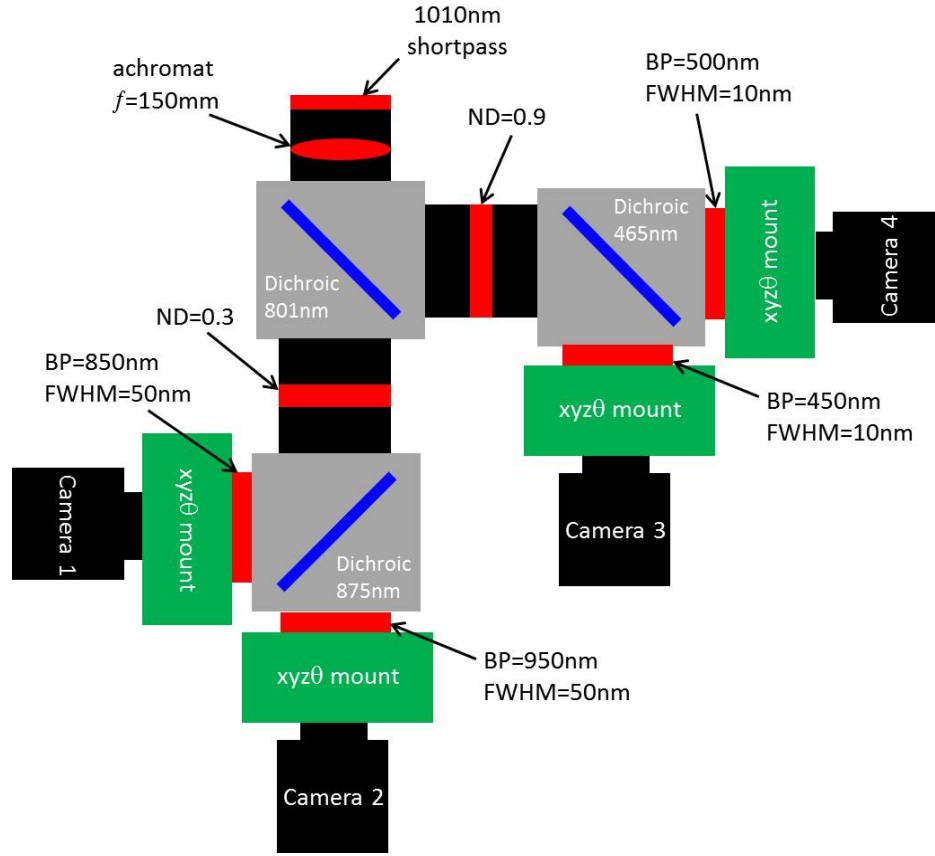 1010nm
shortpass
achromat
f=150mm
BP=500nm
FWHM=10nm
ND=0.9
Dichroic
465nm
xyzθ mount
Camera 4
Dichroic
801nm
ND=0.3
BP=850nm
FWHM=50nm
xyzθ mount
BP=450nm
FWHM=10nm
Camera 1
xyzθ mount
Camera 3
Dichroic
875nm
xyzθ mount
BP=950nm
FWHM=50nm
Camera 2